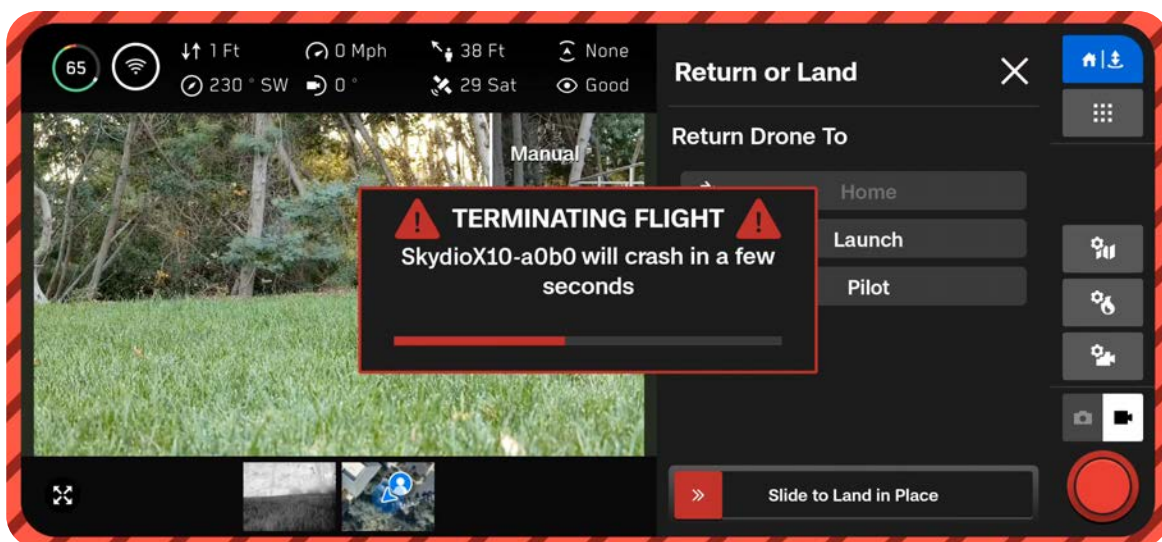 65
1 Ft
0 Mph
38 Ft
None
230 ° SW
0 °
29 Sat
Good
Manual
TERMINATING FLIGHT
SkydioX10-a0b0 will crash in a few
seconds
Return or Land
Return Drone To
Home
Launch
Pilot
Slide to Land in Place